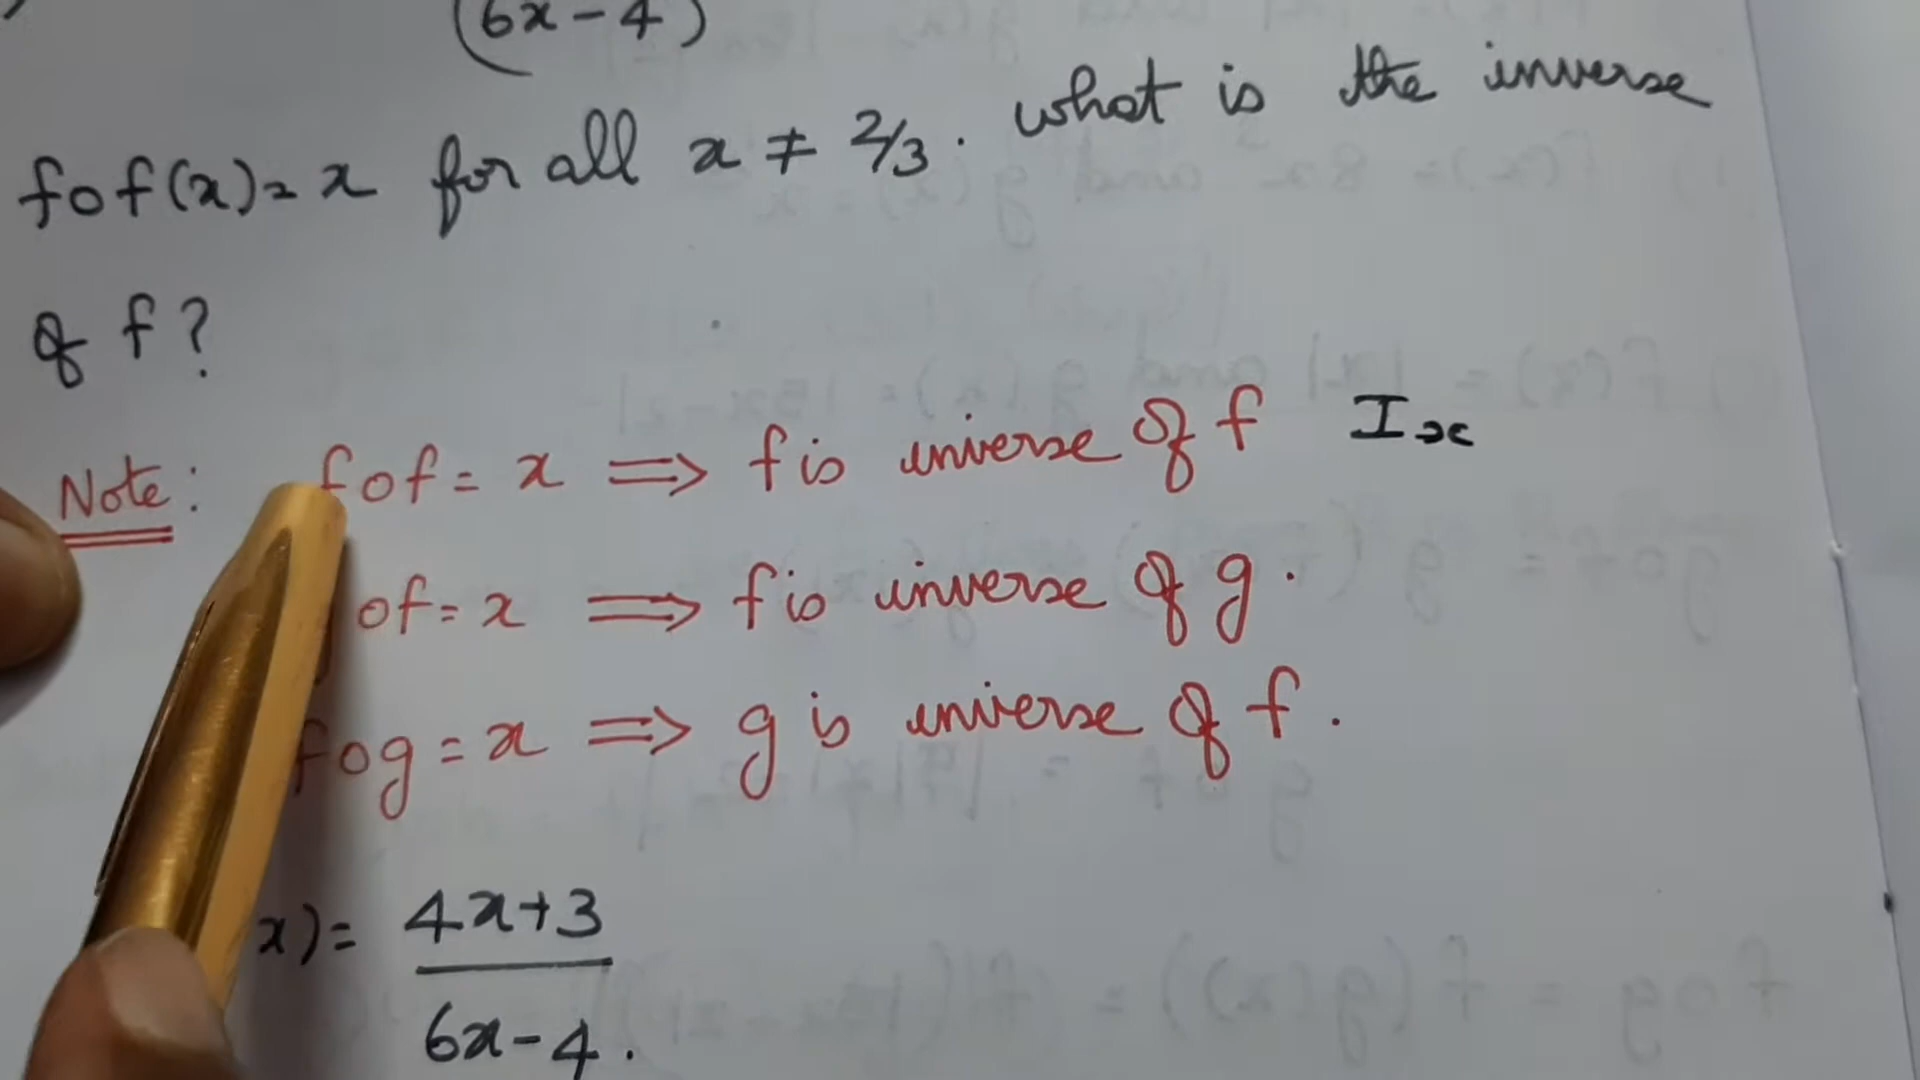 (6x-4)
fof(x)=x for all x ≠ 2/3. what is the inverse
of f?
Note: fof = x ⟹ f is inverse of f I_x
of = x ⟹ f is inverse of g.
fog = x ⟹ g is inverse of f.
x) = 4x+3
6x-4.